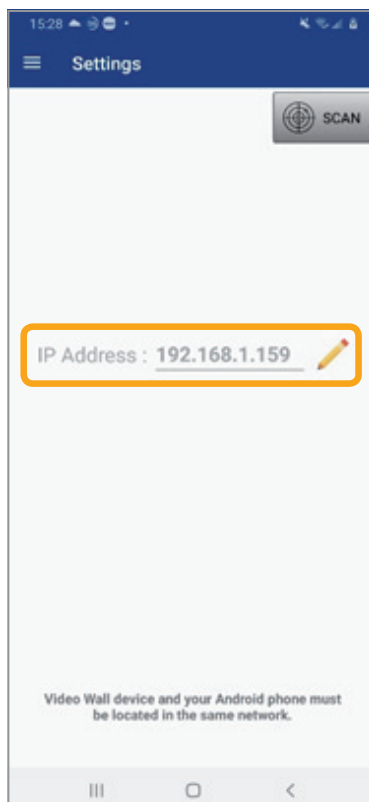 15:28
Settings
SCAN
IP Address : 192.168.1.159
Video Wall device and your Android phone must
be located in the same network.